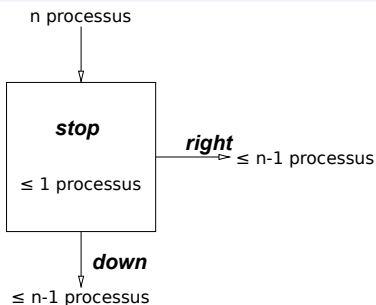 n processus
stop
right
≤ n-1 processus
≤ 1 processus
down
≤ n-1 processus